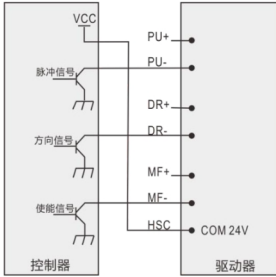 VCC
PU+
PU-
脉冲信号
DR+
方向信号
DR-
MF+
使能信号
MF-
HSC
COM 24V
控制器
驱动器